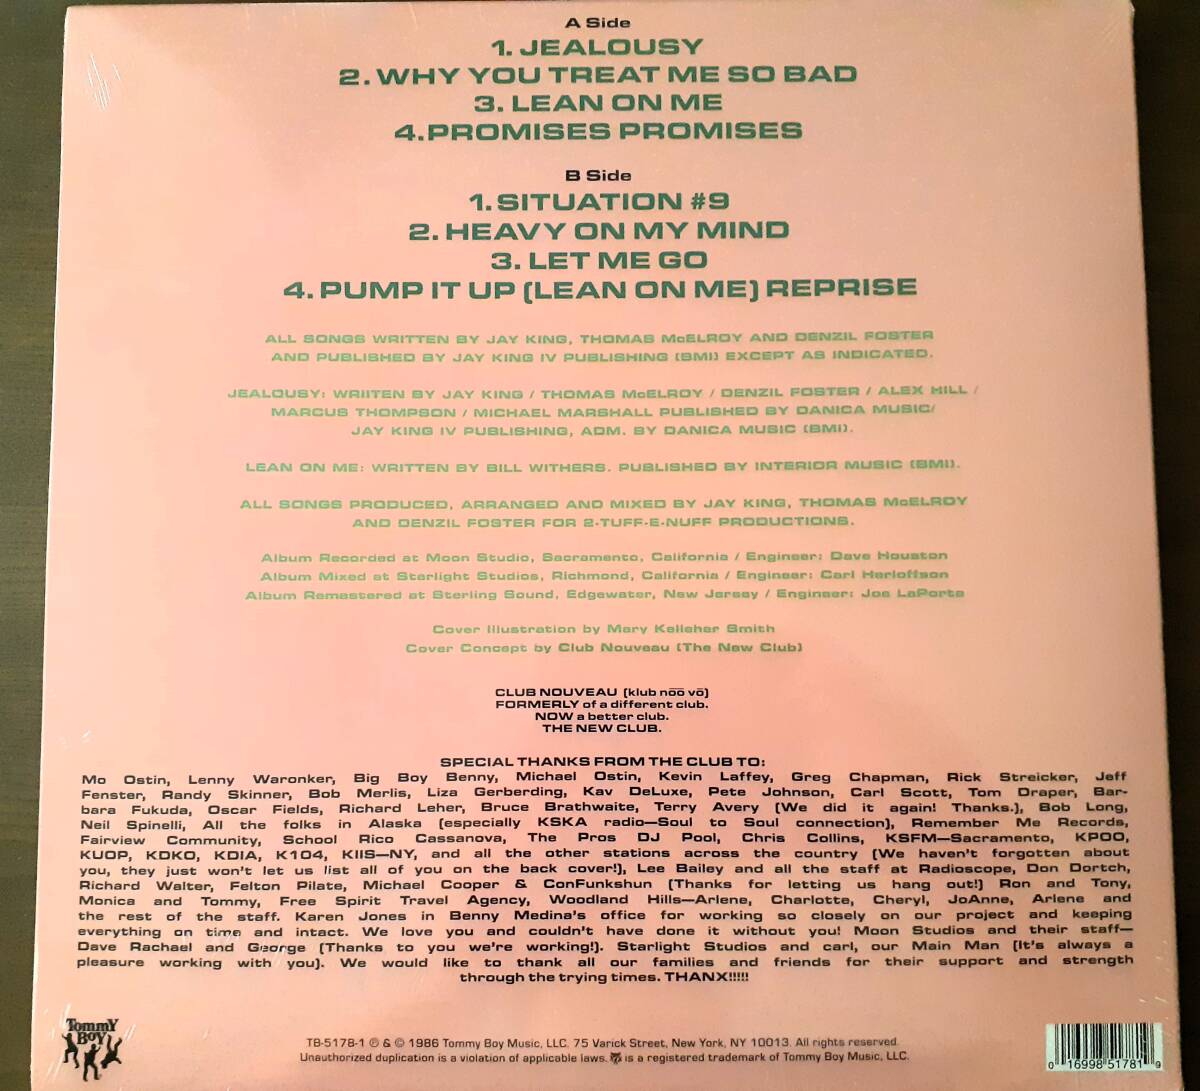 A Side
1. JEALOUSY
2. WHY YOU TREAT ME SO BAD
3. LEAN ON ME
4. PROMISES PROMISES
B Side
1. SITUATION #9
2. HEAVY ON MY MIND
3. LET ME GO
4. PUMP IT UP (LEAN ON ME) REPRISE
ALL SONGS WRITTEN BY JAY KING, THOMAS McELROY AND DENZIL FOSTER
AND PUBLISHED BY JAY KING IV PUBLISHING (BMI) EXCEPT AS INDICATED.
JEALOUSY: WRIITEN BY JAY KING / THOMAS McELROY / DENZIL FOSTER / ALEX HILL /
MARCUS THOMPSON / MICHAEL MARSHALL PUBLISHED BY DANICA MUSIC/
JAY KING IV PUBLISHING, ADM. BY DANICA MUSIC (BMI).
LEAN ON ME: WRITTEN BY BILL WITHERS. PUBLISHED BY INTERIOR MUSIC (BMI).
ALL SONGS PRODUCED, ARRANGED AND MIXED BY JAY KING, THOMAS McELROY
AND DENZIL FOSTER FOR 2-TUFF-E-NUFF PRODUCTIONS.
Album Recorded at Moon Studio, Sacramento, California / Engineer: Dave Houston
Album Mixed at Starlight Studios, Richmond, California / Engineer: Carl Herloffson
Album Remastered at Sterling Sound, Edgewater, New Jersey / Engineer: Joe LaPorta
Cover Illustration by Mary Kelleher Smith
Cover Concept by Club Nouveau (The New Club)
CLUB NOUVEAU (klub no͞o vō)
FORMERLY of a different club.
NOW a better club.
THE NEW CLUB.
SPECIAL THANKS FROM THE CLUB TO:
Mo Ostin, Lenny Waronker, Big Boy Benny, Michael Ostin, Kevin Laffey, Greg Chapman, Rick Streicker, Jeff
Fenster, Randy Skinner, Bob Merlis, Liza Gerberding, Kav DeLuxe, Pete Johnson, Carl Scott, Tom Draper, Bar-
bara Fukuda, Oscar Fields, Richard Leher, Bruce Brathwaite, Terry Avery (We did it again! Thanks.), Bob Long,
Neil Spinelli, All the folks in Alaska (especially KSKA radio—Soul to Soul connection), Remember Me Records,
Fairview Community, School Rico Cassanova, The Pros DJ Pool, Chris Collins, KSFM—Sacramento, KPOO,
KUOP, KDKO, KDIA, K104, KIIS—NY, and all the other stations across the country (We haven't forgotten about
you, they just won't let us list all of you on the back cover!), Lee Bailey and all the staff at Radioscope, Don Dortch,
Richard Walter, Felton Pilate, Michael Cooper & ConFunkshun (Thanks for letting us hang out!) Ron and Tony,
Monica and Tommy, Free Spirit Travel Agency, Woodland Hills—Arlene, Charlotte, Cheryl, JoAnne, Arlene and
the rest of the staff. Karen Jones in Benny Medina's office for working so closely on our project and keeping
everything on time and intact. We love you and couldn't have done it without you! Moon Studios and their staff—
Dave Rachael and George (Thanks to you we're working!). Starlight Studios and carl, our Main Man (It's always a
pleasure working with you). We would like to thank all our families and friends for their support and strength
through the trying times. THANX!!!!!
Tommy
Boy
TB-5178-1 ℗ & © 1986 Tommy Boy Music, LLC. 75 Varick Street, New York, NY 10013. All rights reserved.
Unauthorized duplication is a violation of applicable laws. is a registered trademark of Tommy Boy Music, LLC.
0 16998 51781 9